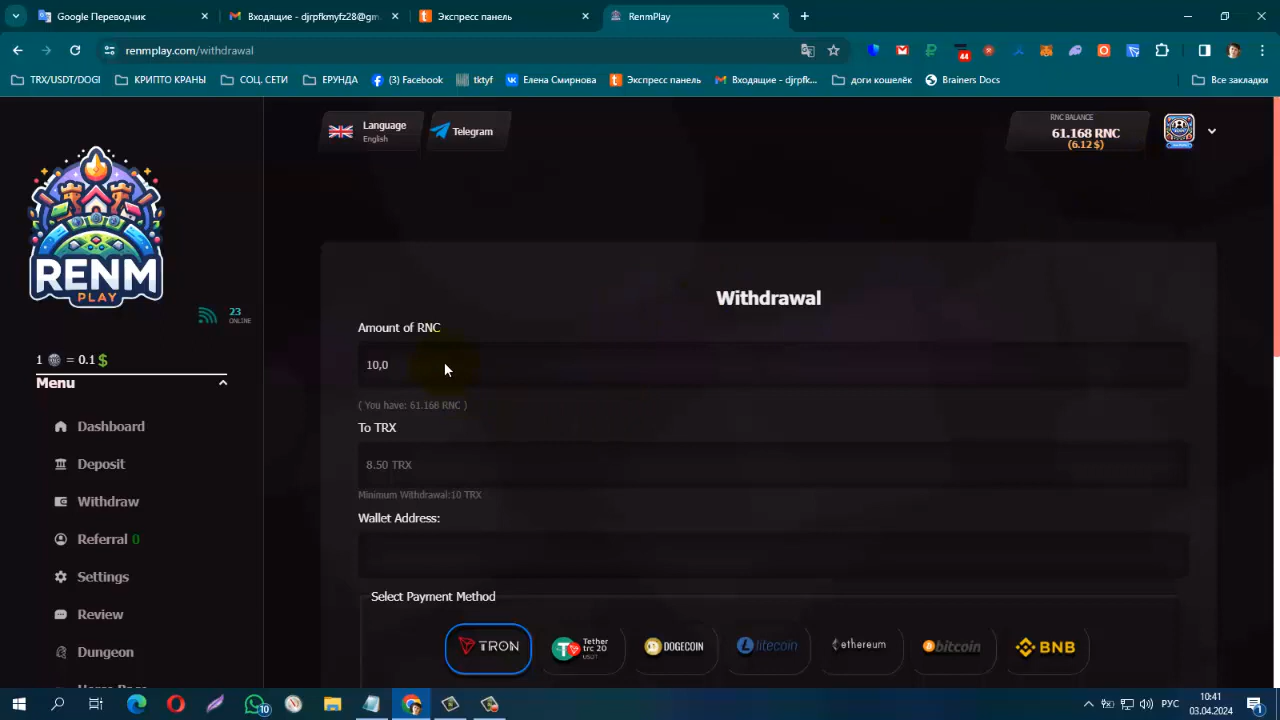 Google Переводчик
Входящие - djrpfkmyfz28@gm
Экспресс панель
RenmPlay
renmplay.com/withdrawal
44
TRX/USDT/DOGI
КРИПТО КРАНЫ
СОЦ. СЕТИ
ЕРУНДА
(3) Facebook
tktyf
Елена Смирнова
Экспресс панель
Входящие - djrpfk...
доги кошелёк
Brainers Docs
Все закладки
RENM
PLAY
Language
English
Telegram
RNC BALANCE
61.168 RNC
(6.12 $)
23
ONLINE
1 = 0.1 $
Menu
Dashboard
Deposit
Withdraw
Referral 0
Settings
Review
Dungeon
Withdrawal
Amount of RNC
10,0
( You have: 61.168 RNC )
To TRX
8.50 TRX
Minimum Withdrawal:10 TRX
Wallet Address:
Select Payment Method
TRON
Tether
trc 20
USDT
DOGECOIN
litecoin
ethereum
bitcoin
BNB
10
РУС
10:41
03.04.2024
1